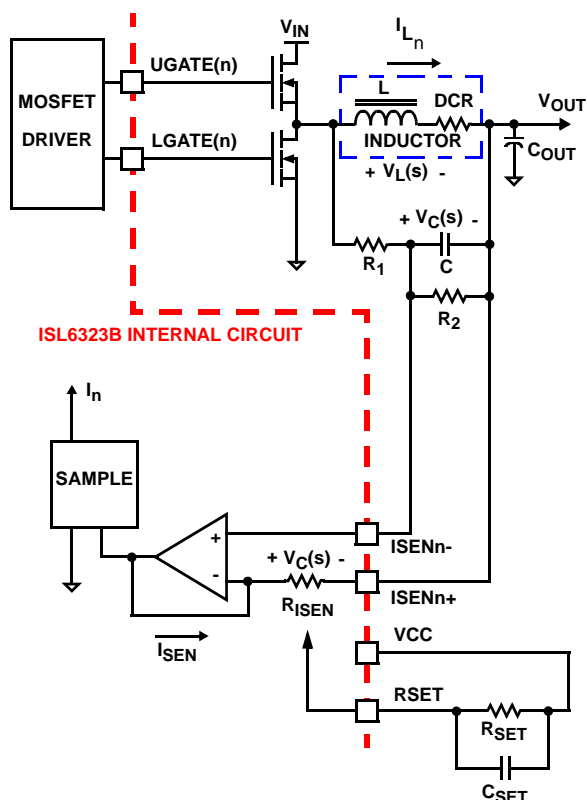 V_IN
I_L_n
UGATE(n)
MOSFET
DRIVER
LGATE(n)
L
DCR
INDUCTOR
V_OUT
C_OUT
+ V_L(s) -
+ V_C(s) -
R_1
C
R_2
ISL6323B INTERNAL CIRCUIT
I_n
SAMPLE
+
-
+ V_C(s) -
R_ISEN
I_SEN
ISENn-
ISENn+
VCC
RSET
R_SET
C_SET